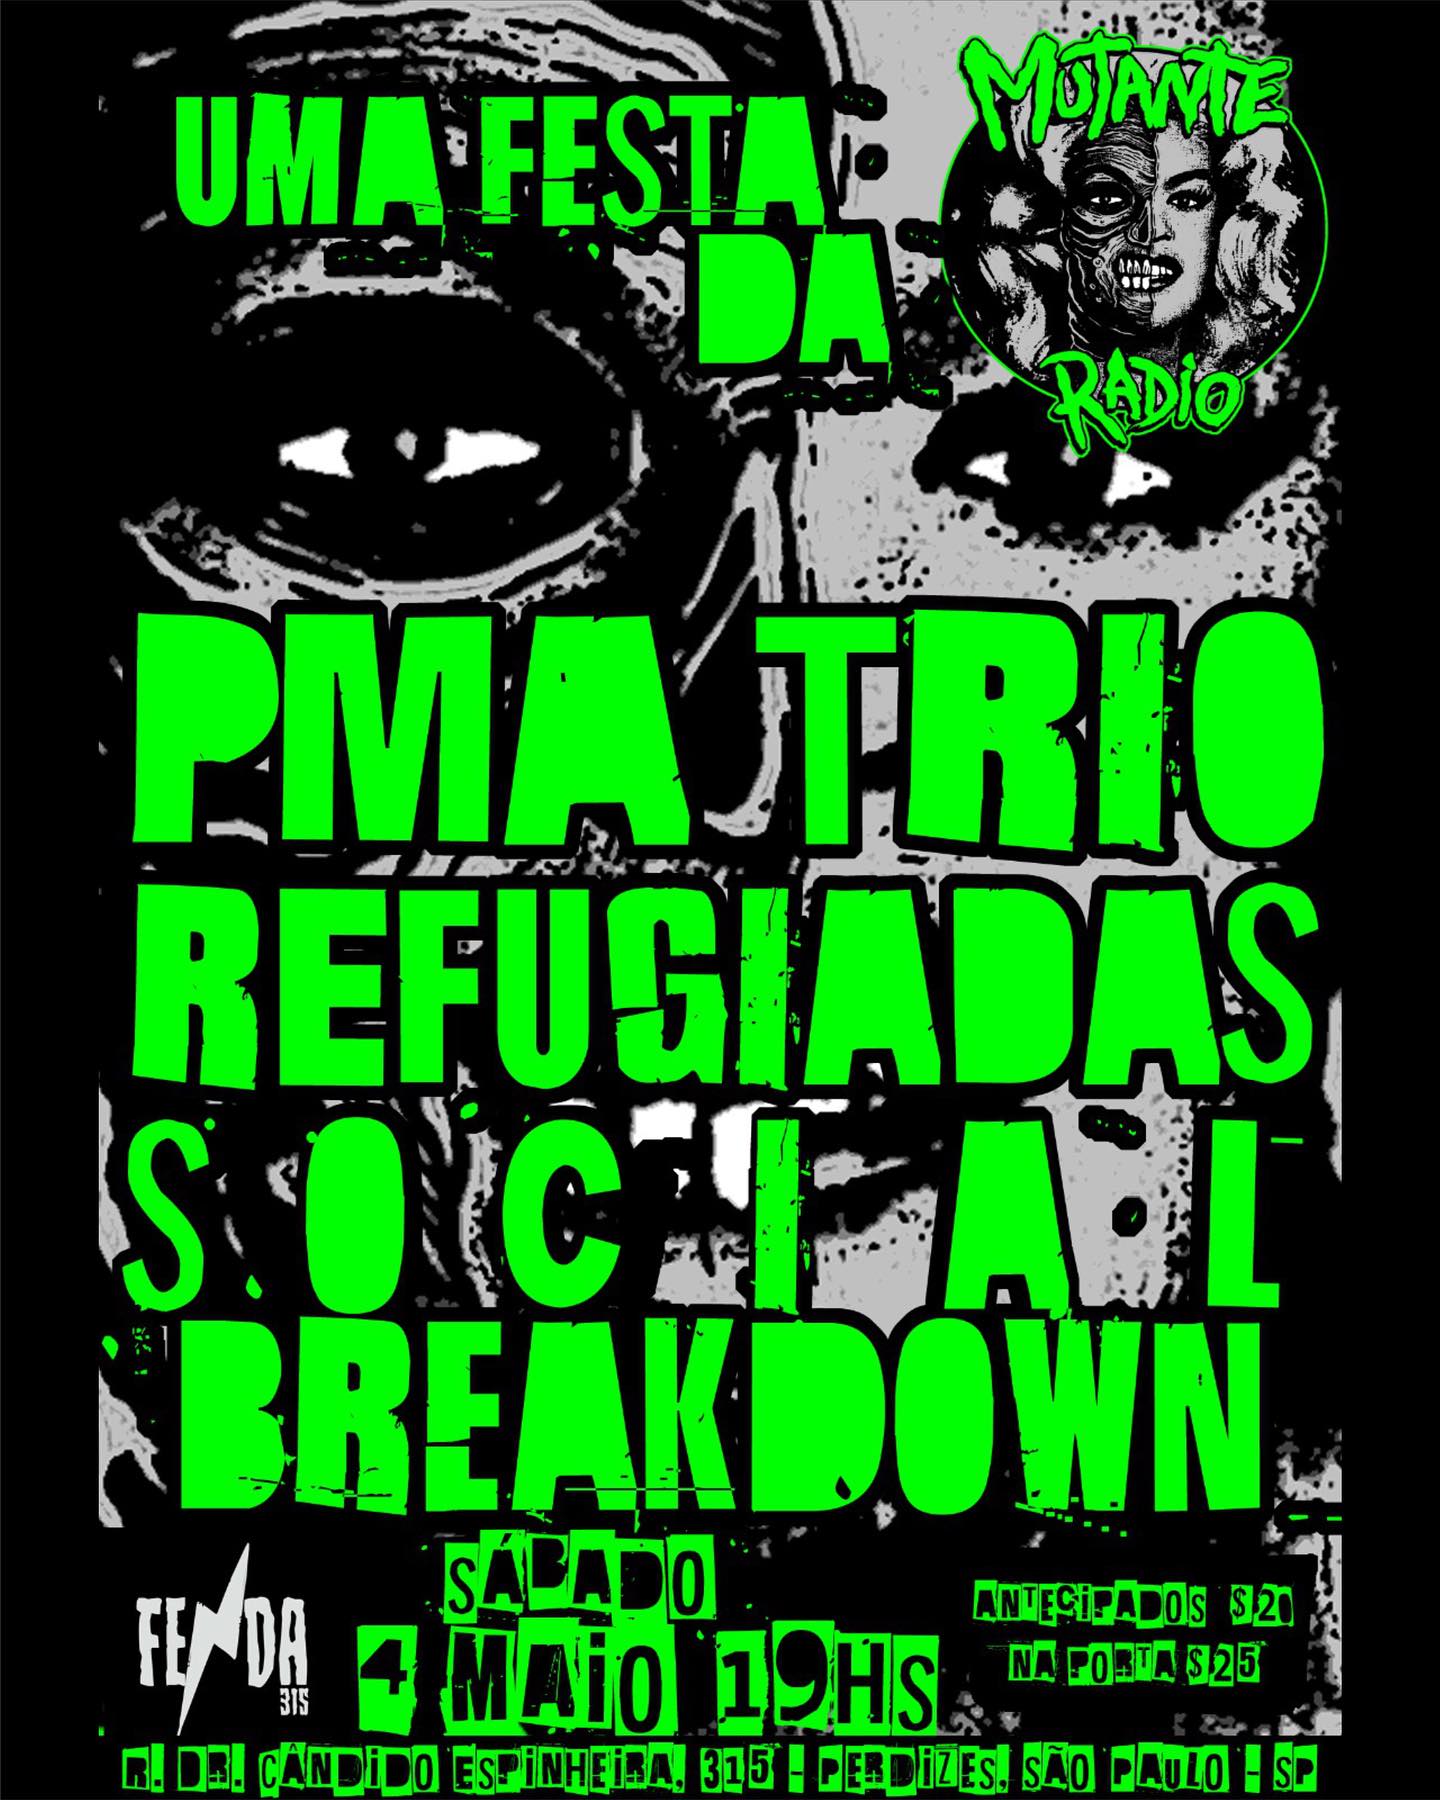 UMA FESTA
DA
MUTANTE
RADIO
PMA TRIO
REFUGIADAS
SOCIAL
BREAKDOWN
FENDA
315
SÁBADO
4 MAIO 19HS
ANTECIPADOS $20
NA PORTA $25
R. DR. CÂNDIDO ESPINHEIRA, 315 - PERDIZES, SÃO PAULO - SP